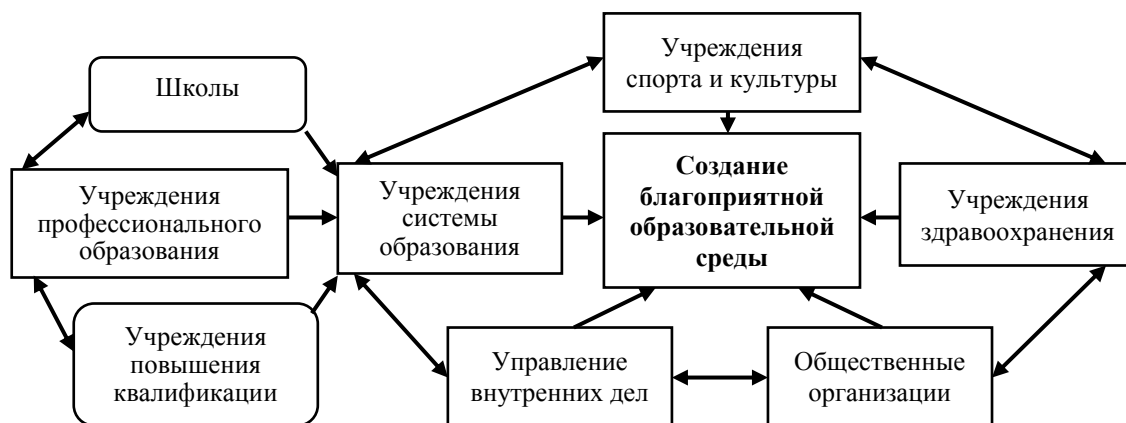 Учреждения
спорта и культуры
Школы
Учреждения
профессионального
образования
Учреждения
системы
образования
Создание
благоприятной
образовательной
среды
Учреждения
здравоохранения
Учреждения
повышения
квалификации
Управление
внутренних дел
Общественные
организации